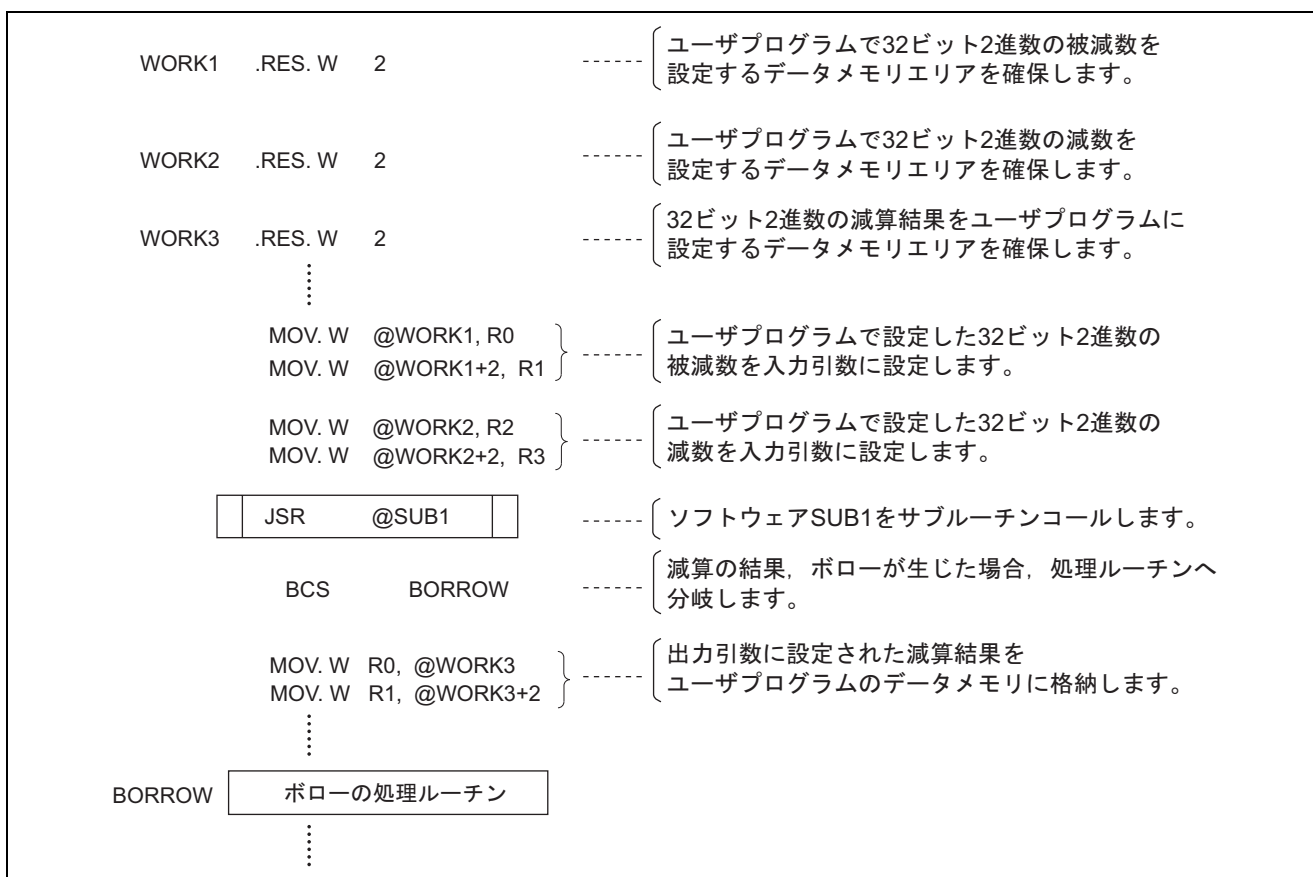 WORK1 .RES. W 2 ------ ユーザプログラムで32ビット2進数の被減数を
設定するデータメモリエリアを確保します。
WORK2 .RES. W 2 ------ ユーザプログラムで32ビット2進数の減数を
設定するデータメモリエリアを確保します。
WORK3 .RES. W 2 ------ 32ビット2進数の減算結果をユーザプログラムに
設定するデータメモリエリアを確保します。
MOV. W @WORK1, R0 ------ ユーザプログラムで設定した32ビット2進数の
MOV. W @WORK1+2, R1 被減数を入力引数に設定します。
MOV. W @WORK2, R2 ------ ユーザプログラムで設定した32ビット2進数の
MOV. W @WORK2+2, R3 減数を入力引数に設定します。
JSR @SUB1 ------ ソフトウェアSUB1をサブルーチンコールします。
BCS BORROW ------ 減算の結果，ボローが生じた場合，処理ルーチンへ
分岐します。
MOV. W R0, @WORK3 ------ 出力引数に設定された減算結果を
MOV. W R1, @WORK3+2 ユーザプログラムのデータメモリに格納します。
BORROW ボローの処理ルーチン